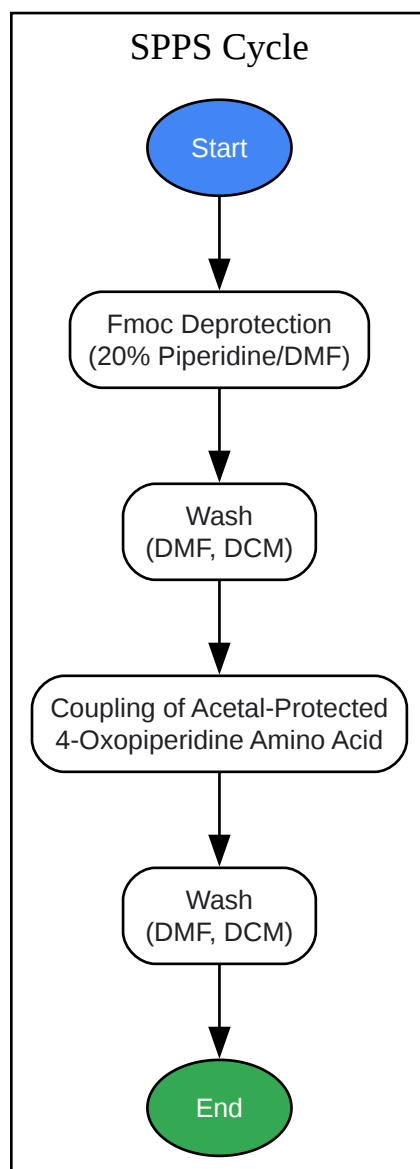 SPPS Cycle
Start
Fmoc Deprotection
(20% Piperidine/DMF)
Wash
(DMF, DCM)
Coupling of Acetal-Protected
4-Oxopiperidine Amino Acid
Wash
(DMF, DCM)
End